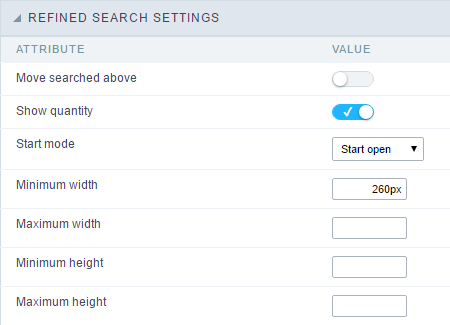 REFINED SEARCH SETTINGS
ATTRIBUTE VALUE
Move searched above
Show quantity
Start mode Start open
Minimum width 260px
Maximum width
Minimum height
Maximum height